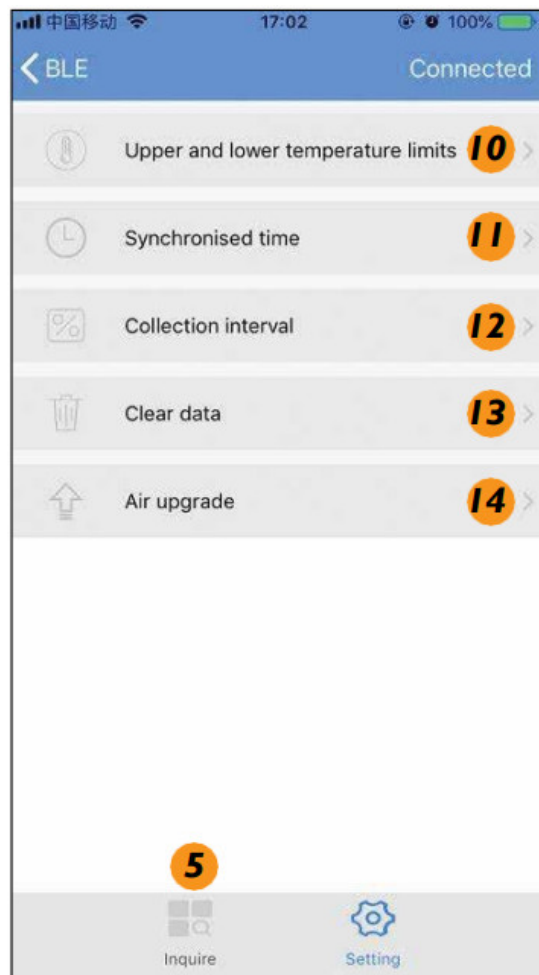 中国移动 17:02 100%
BLE Connected
Upper and lower temperature limits 10
Synchronised time 11
Collection interval 12
Clear data 13
Air upgrade 14
5
Inquire Setting